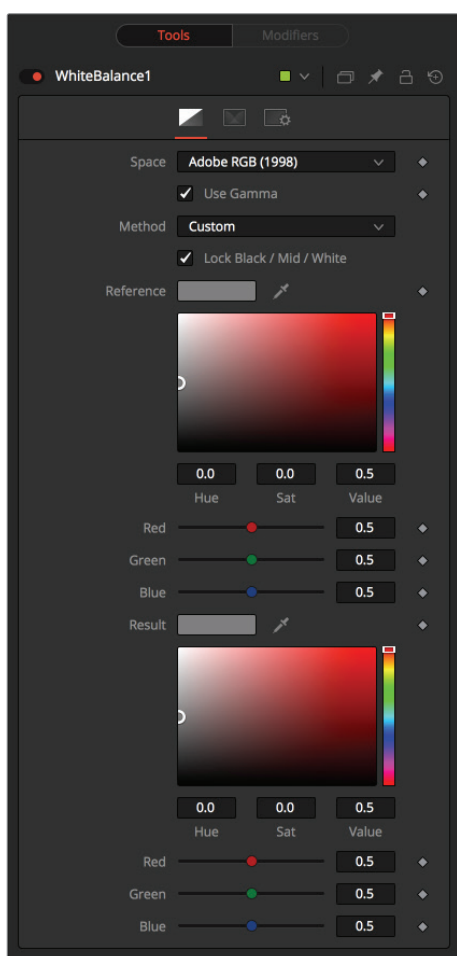 Tools Modifiers
WhiteBalance1
Space Adobe RGB (1998)
Use Gamma
Method Custom
Lock Black / Mid / White
Reference
0.0 0.0 0.5
Hue Sat Value
Red 0.5
Green 0.5
Blue 0.5
Result
0.0 0.0 0.5
Hue Sat Value
Red 0.5
Green 0.5
Blue 0.5